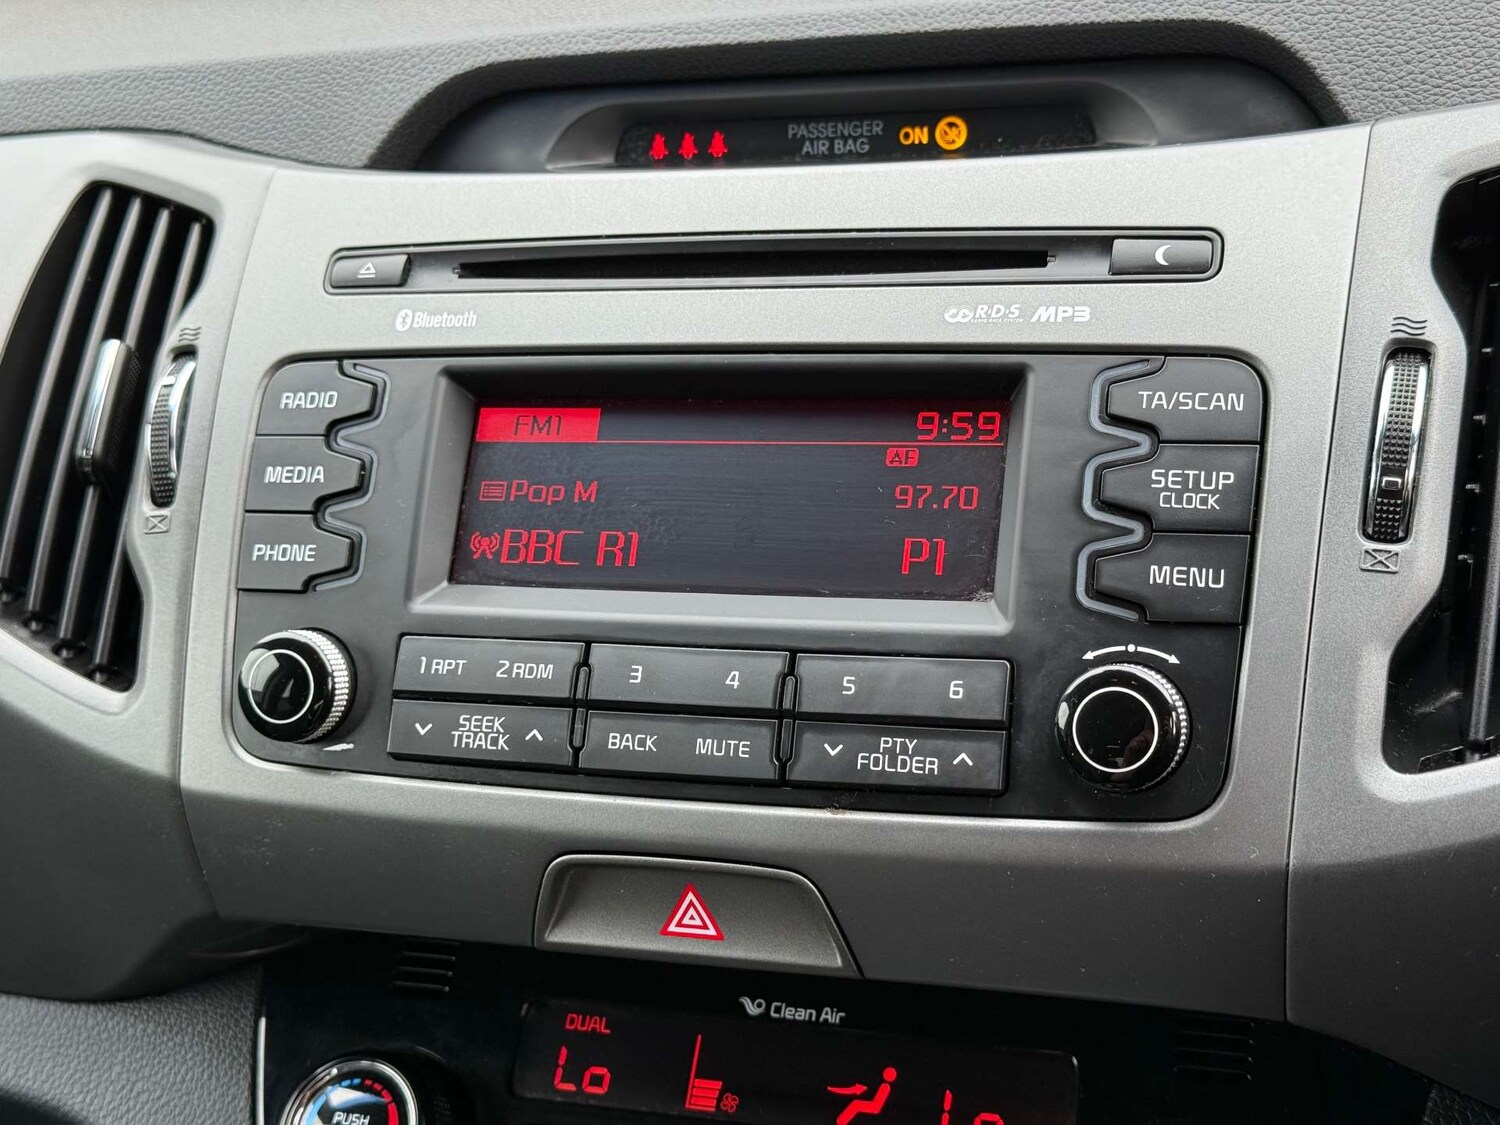 PASSENGER
AIR BAG
ON
Bluetooth
R·D·S
MP3
RADIO
MEDIA
PHONE
FM1
9:59
AF
Pop M
97.70
BBC R1
P1
TA/SCAN
SETUP
CLOCK
MENU
1 RPT
2 RDM
3
4
5
6
SEEK
TRACK
BACK
MUTE
PTY
FOLDER
Clean Air
DUAL
Lo
Lo
PUSH